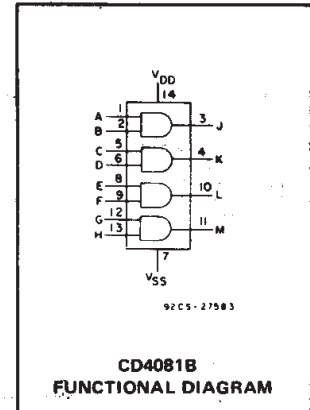 VDD
14
A 1
B 2
3 J
C 5
D 6
4 K
E 8
F 9
10 L
G 12
H 13
11 M
7
VSS
92CS-27583
CD4081B
FUNCTIONAL DIAGRAM